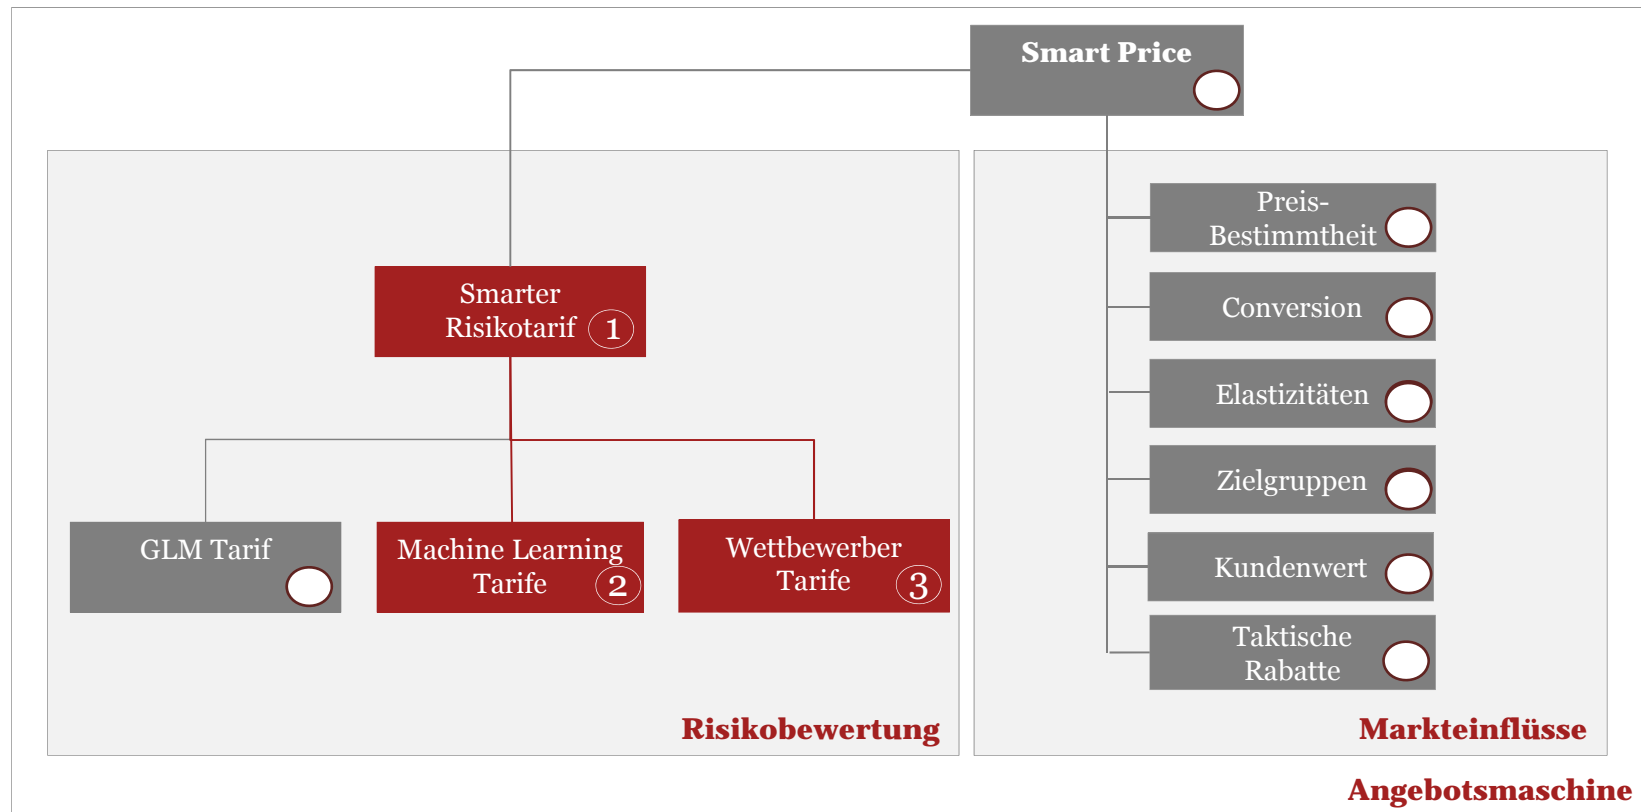 Smart Price
Smarter
Risikotarif 1
GLM Tarif
Machine Learning
Tarife 2
Wettbewerber
Tarife 3
Risikobewertung
Preis-
Bestimmtheit
Conversion
Elastizitäten
Zielgruppen
Kundenwert
Taktische
Rabatte
Markteinflüsse
Angebotsmaschine